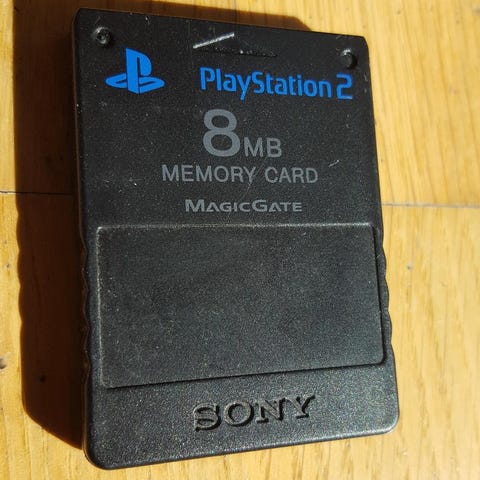 PlayStation 2
8MB
MEMORY CARD
MAGICGATE
SONY